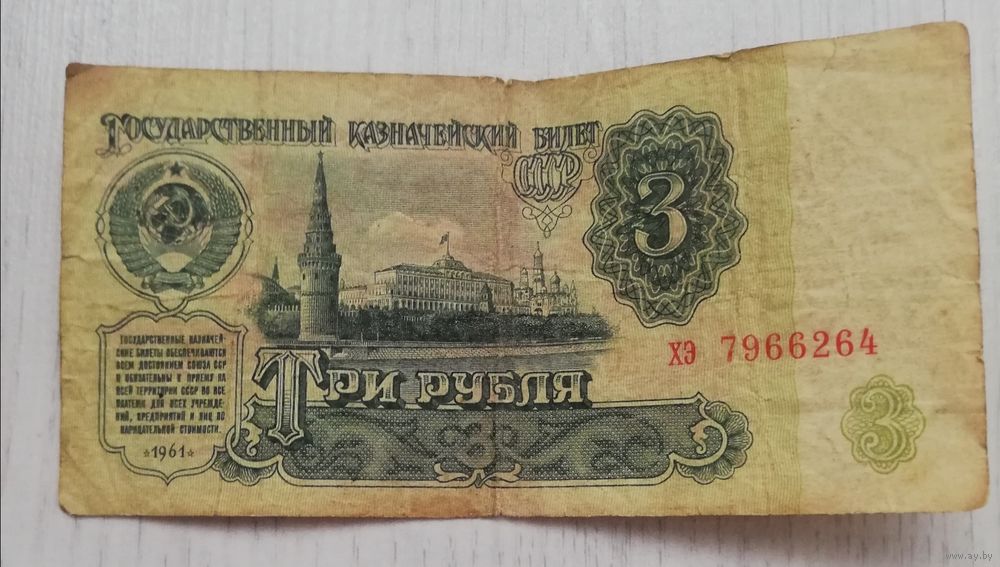 Государственный казначейский билет
СССР
3
Государственные казначей-
ские билеты обеспечиваются
всем достоянием Союза ССР
и обязательны к приему на
всей территории СССР во все
платежи для всех учрежде-
ний, предприятий и лиц по
нарицательной стоимости.
1961
Три рубля
хэ 7966264
3
3
www.ay.by